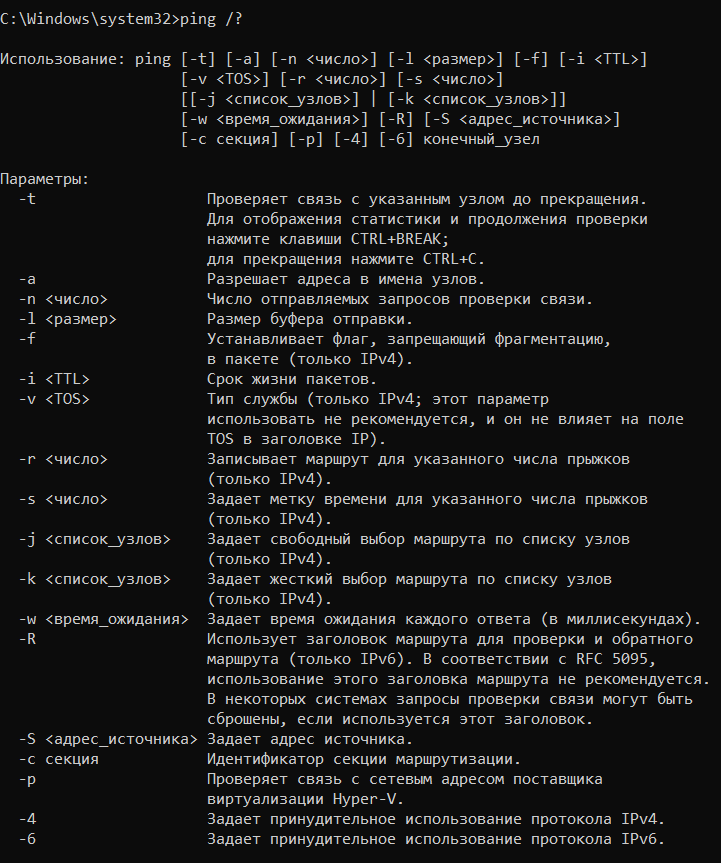 C:\Windows\system32>ping /?

Использование: ping [-t] [-a] [-n <число>] [-l <размер>] [-f] [-i <TTL>]
                    [-v <TOS>] [-r <число>] [-s <число>]
                    [[-j <список_узлов>] | [-k <список_узлов>]]
                    [-w <время_ожидания>] [-R] [-S <адрес_источника>]
                    [-c секция] [-p] [-4] [-6] конечный_узел

Параметры:
  -t                   Проверяет связь с указанным узлом до прекращения.
                       Для отображения статистики и продолжения проверки
                       нажмите клавиши CTRL+BREAK;
                       для прекращения нажмите CTRL+C.
  -a                   Разрешает адреса в имена узлов.
  -n <число>           Число отправляемых запросов проверки связи.
  -l <размер>          Размер буфера отправки.
  -f                   Устанавливает флаг, запрещающий фрагментацию,
                       в пакете (только IPv4).
  -i <TTL>             Срок жизни пакетов.
  -v <TOS>             Тип службы (только IPv4; этот параметр
                       использовать не рекомендуется, и он не влияет на поле
                       TOS в заголовке IP).
  -r <число>           Записывает маршрут для указанного числа прыжков
                       (только IPv4).
  -s <число>           Задает метку времени для указанного числа прыжков
                       (только IPv4).
  -j <список_узлов>    Задает свободный выбор маршрута по списку узлов
                       (только IPv4).
  -k <список_узлов>    Задает жесткий выбор маршрута по списку узлов
                       (только IPv4).
  -w <время_ожидания>  Задает время ожидания каждого ответа (в миллисекундах).
  -R                   Использует заголовок маршрута для проверки и обратного
                       маршрута (только IPv6). В соответствии с RFC 5095,
                       использование этого заголовка маршрута не рекомендуется.
                       В некоторых системах запросы проверки связи могут быть
                       сброшены, если используется этот заголовок.
  -S <адрес_источника> Задает адрес источника.
  -c секция            Идентификатор секции маршрутизации.
  -p                   Проверяет связь с сетевым адресом поставщика
                       виртуализации Hyper-V.
  -4                   Задает принудительное использование протокола IPv4.
  -6                   Задает принудительное использование протокола IPv6.